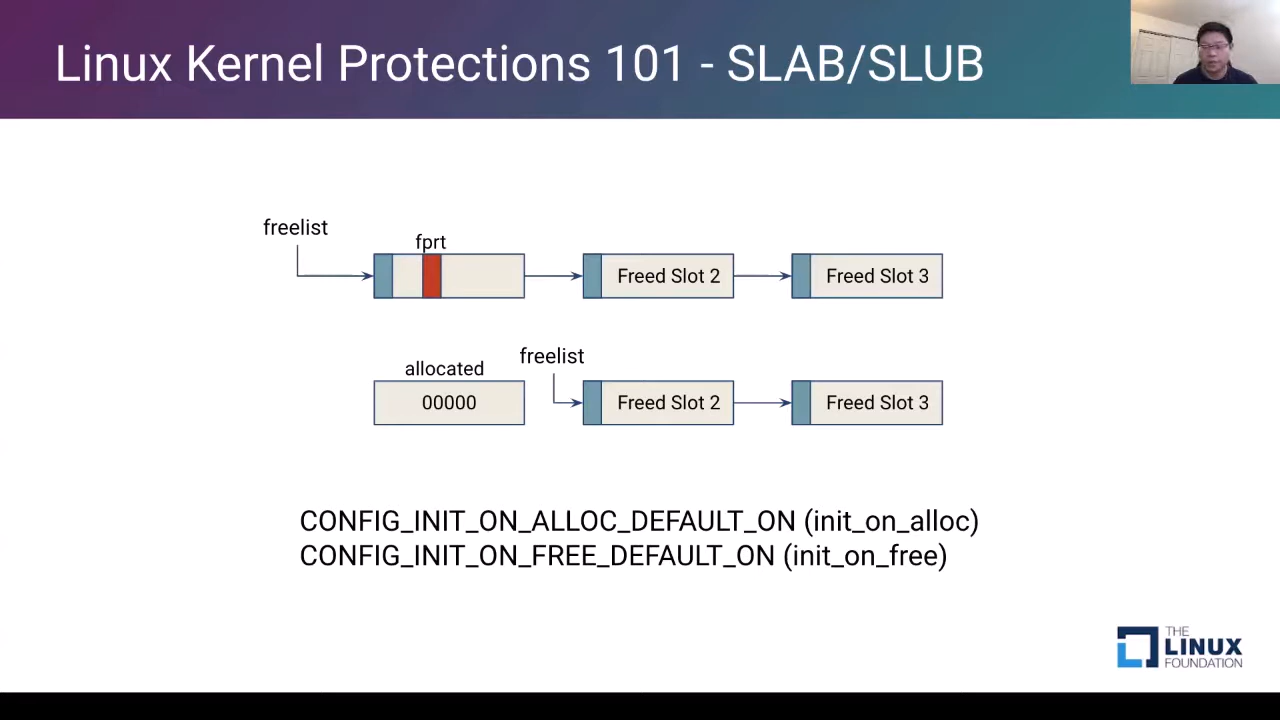 Linux Kernel Protections 101 - SLAB/SLUB
freelist
fprt
Freed Slot 2
Freed Slot 3
allocated
freelist
00000
Freed Slot 2
Freed Slot 3
CONFIG_INIT_ON_ALLOC_DEFAULT_ON (init_on_alloc)
CONFIG_INIT_ON_FREE_DEFAULT_ON (init_on_free)
THE
LINUX
FOUNDATION